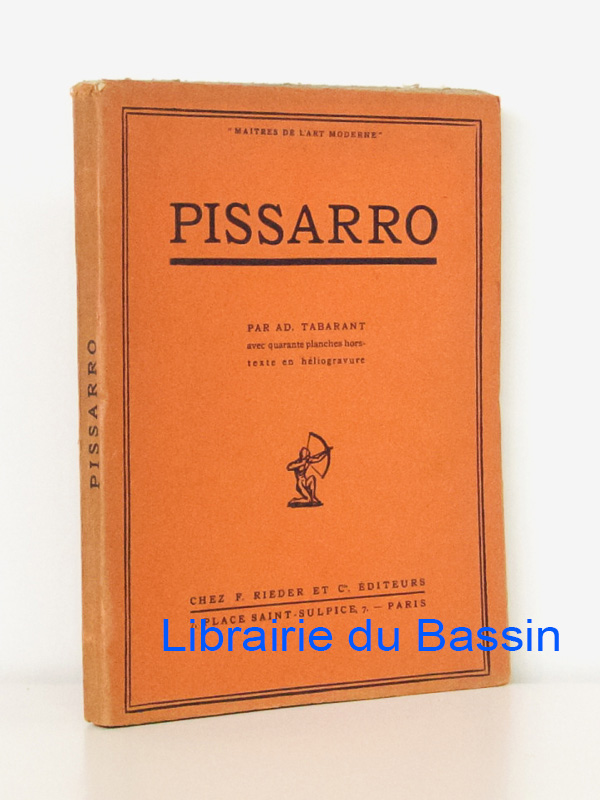 "MAITRES DE L'ART MODERNE"
PISSARRO
PAR AD. TABARANT
avec quarante planches hors-
texte en héliogravure
CHEZ F. RIEDER ET Cie, ÉDITEURS
PLACE SAINT-SULPICE, 7. — PARIS
PISSARRO
Librairie du Bassin